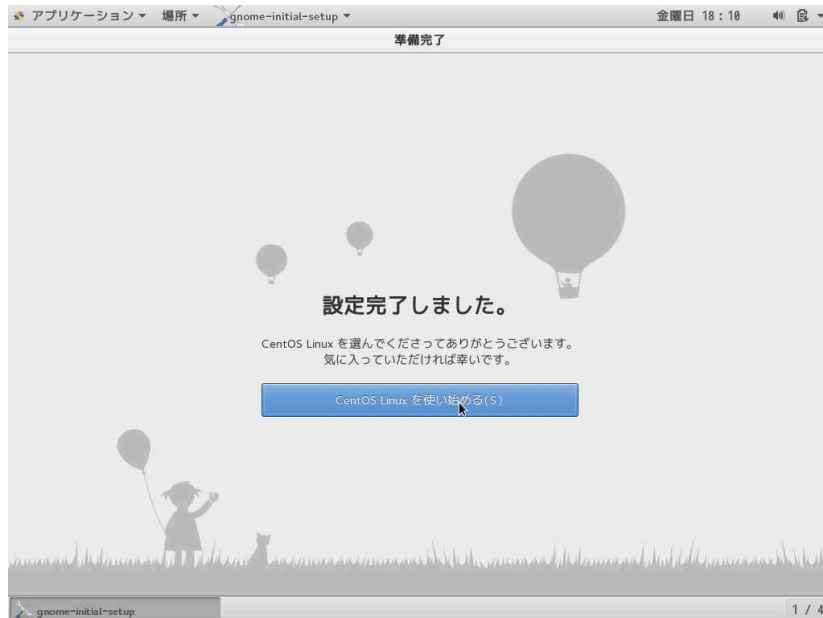 アプリケーション 場所 gnome-initial-setup 金曜日 18:10
準備完了
設定完了しました。
CentOS Linux を選んでくださってありがとうございます。
気に入っていただければ幸いです。
CentOS Linux を使い始める(S)
gnome-initial-setup 1 / 4